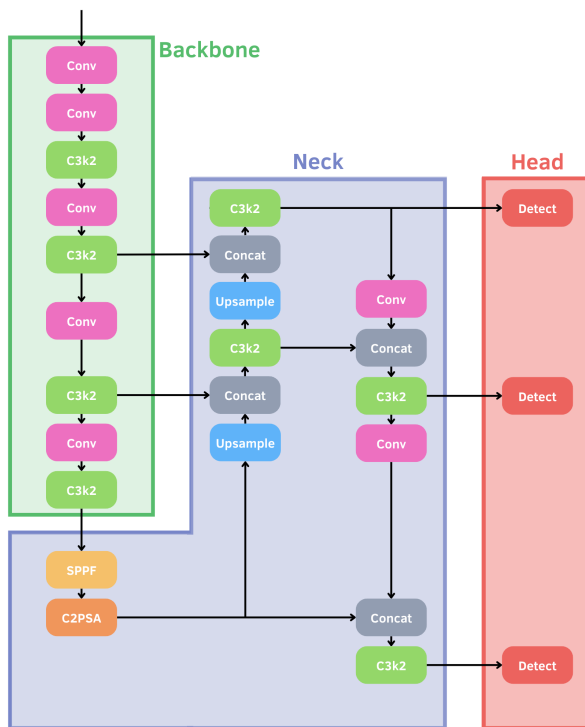 Backbone
Conv
Conv
C3k2
Conv
C3k2
Conv
C3k2
Conv
C3k2
Neck
SPPF
C2PSA
C3k2
Concat
Upsample
C3k2
Concat
Upsample
Conv
Concat
C3k2
Conv
Concat
C3k2
Head
Detect
Detect
Detect